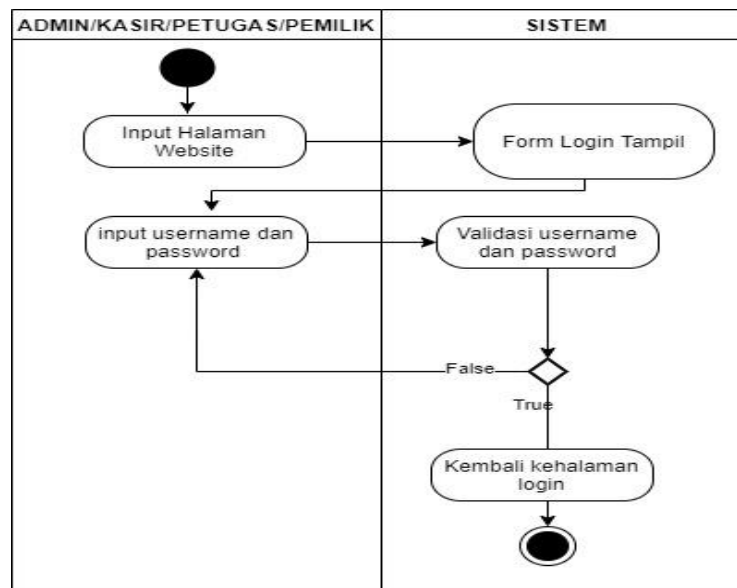 ADMIN/KASIR/PETUGAS/PEMILIK
SISTEM
Input Halaman
Website
Form Login Tampil
input username dan
password
Validasi username
dan password
False
True
Kembali kehalaman
login